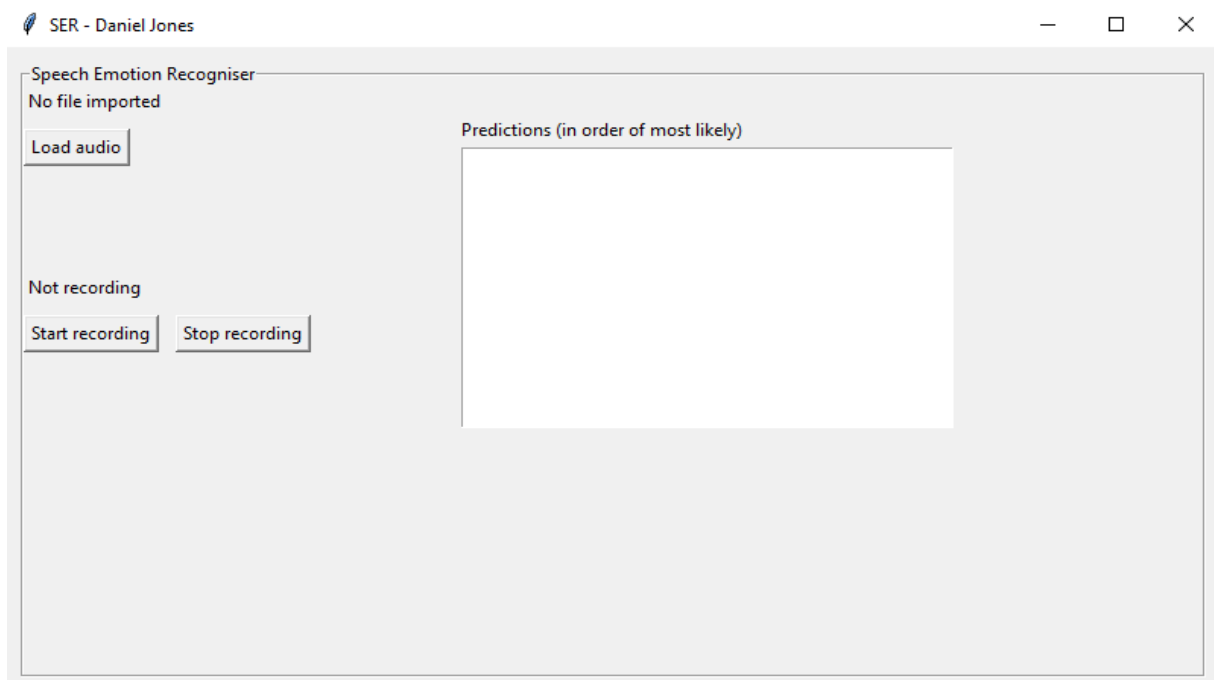 SER - Daniel Jones
Speech Emotion Recogniser
No file imported
Load audio
Predictions (in order of most likely)
Not recording
Start recording
Stop recording